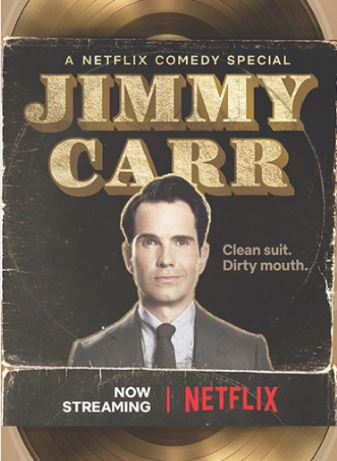 A NETFLIX COMEDY SPECIAL
JIMMY
CARR
Clean suit.
Dirty mouth.
NOW
STREAMING
NETFLIX